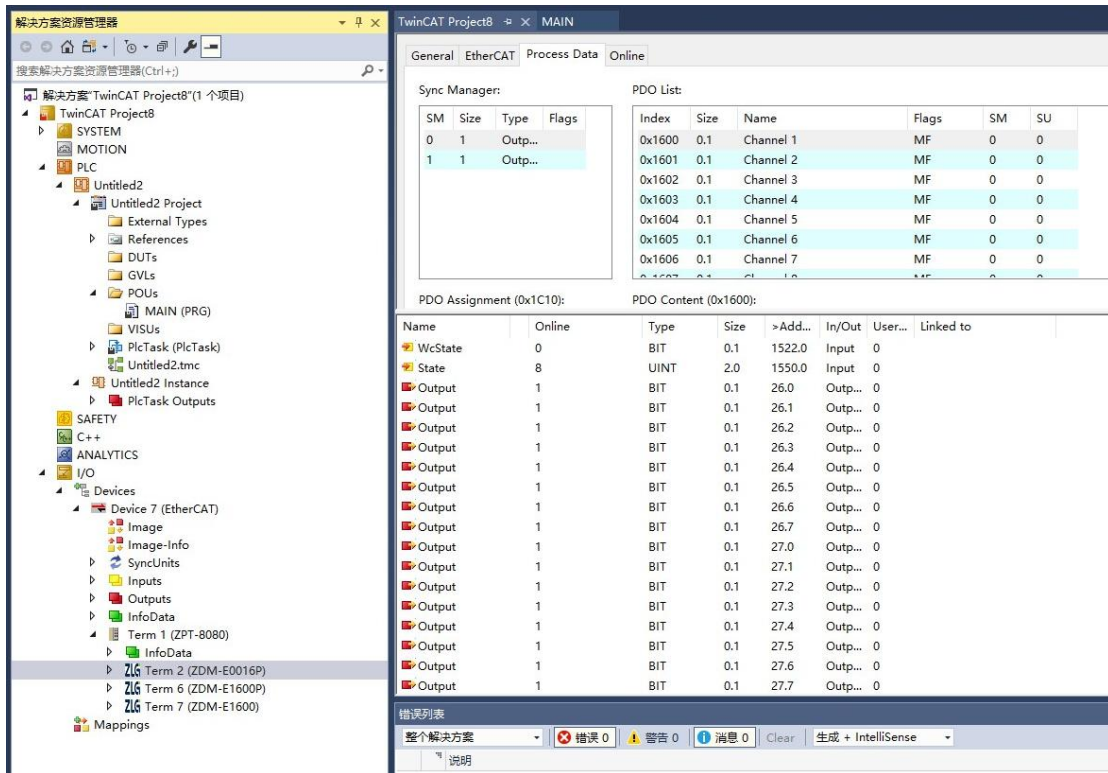 解决方案资源管理器
搜索解决方案资源管理器(Ctrl+;)
解决方案"TwinCAT Project8"(1 个项目)
TwinCAT Project8
SYSTEM
MOTION
PLC
Untitled2
Untitled2 Project
External Types
References
DUTs
GVLs
POUs
MAIN (PRG)
VISUs
PlcTask (PlcTask)
Untitled2.tmc
Untitled2 Instance
PlcTask Outputs
SAFETY
C++
ANALYTICS
I/O
Devices
Device 7 (EtherCAT)
Image
Image-Info
SyncUnits
Inputs
Outputs
InfoData
Term 1 (ZPT-8080)
InfoData
ZLG Term 2 (ZDM-E0016P)
ZLG Term 6 (ZDM-E1600P)
ZLG Term 7 (ZDM-E1600)
Mappings
TwinCAT Project8 MAIN
General EtherCAT Process Data Online
Sync Manager:
SM Size Type Flags
0 1 Outp...
1 1 Outp...
PDO List:
Index Size Name Flags SM SU
0x1600 0.1 Channel 1 MF 0 0
0x1601 0.1 Channel 2 MF 0 0
0x1602 0.1 Channel 3 MF 0 0
0x1603 0.1 Channel 4 MF 0 0
0x1604 0.1 Channel 5 MF 0 0
0x1605 0.1 Channel 6 MF 0 0
0x1606 0.1 Channel 7 MF 0 0
PDO Assignment (0x1C10): PDO Content (0x1600):
Name Online Type Size >Add... In/Out User... Linked to
WcState 0 BIT 0.1 1522.0 Input 0
State 8 UINT 2.0 1550.0 Input 0
Output 1 BIT 0.1 26.0 Outp... 0
Output 1 BIT 0.1 26.1 Outp... 0
Output 1 BIT 0.1 26.2 Outp... 0
Output 1 BIT 0.1 26.3 Outp... 0
Output 1 BIT 0.1 26.4 Outp... 0
Output 1 BIT 0.1 26.5 Outp... 0
Output 1 BIT 0.1 26.6 Outp... 0
Output 1 BIT 0.1 26.7 Outp... 0
Output 1 BIT 0.1 27.0 Outp... 0
Output 1 BIT 0.1 27.1 Outp... 0
Output 1 BIT 0.1 27.2 Outp... 0
Output 1 BIT 0.1 27.3 Outp... 0
Output 1 BIT 0.1 27.4 Outp... 0
Output 1 BIT 0.1 27.5 Outp... 0
Output 1 BIT 0.1 27.6 Outp... 0
Output 1 BIT 0.1 27.7 Outp... 0
错误列表
整个解决方案 错误 0 警告 0 消息 0 Clear 生成 + IntelliSense
说明